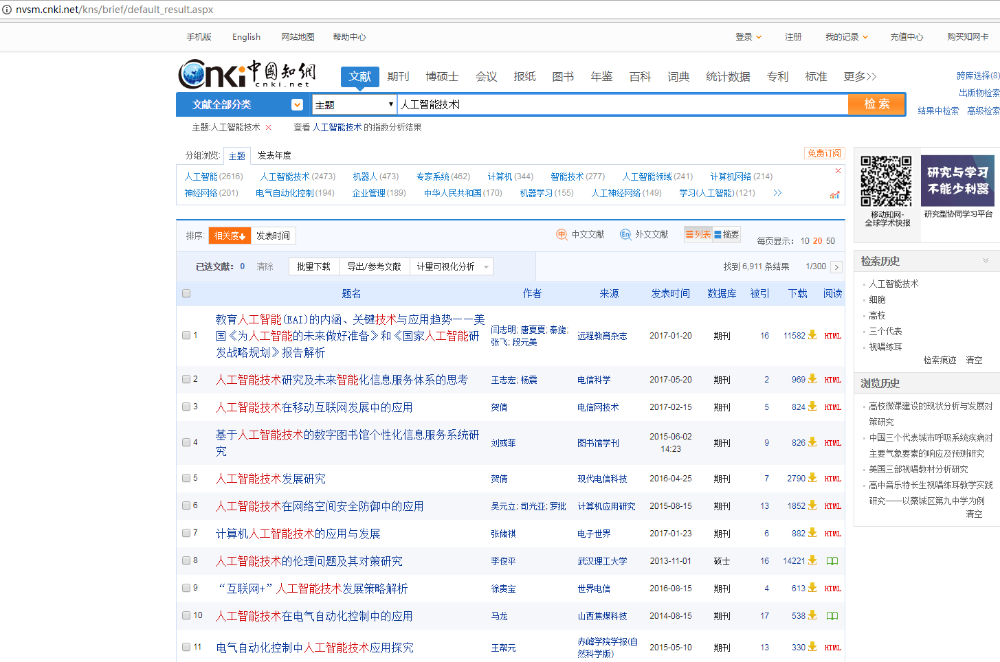 nvsm.cnki.net/kns/brief/default_result.aspx
手机版 English 网站地图 帮助中心 登录 注册 我的记录 充值中心 购买知网卡
Cnki 中國知網
cnki.net
文献 期刊 博硕士 会议 报纸 图书 年鉴 百科 词典 统计数据 专利 标准 更多>>
跨库选择(8)
出版物检索
文献全部分类 主题 人工智能技术 检 索
结果中检索 高级检索
主题:人工智能技术 × 查看 人工智能技术 的指数分析结果
分组浏览: 主题 发表年度 免费订阅
人工智能(2616) 人工智能技术(2473) 机器人(473) 专家系统(462) 计算机(344) 智能技术(277) 人工智能领域(241) 计算机网络(214)
神经网络(201) 电气自动化控制(194) 企业管理(189) 中华人民共和国(170) 机器学习(155) 人工神经网络(149) 学习(人工智能)(121) >>
排序: 相关度 发表时间 中 中文文献 En 外文文献 列表 摘要 每页显示: 10 20 50
已选文献: 0 清除 批量下载 导出/参考文献 计量可视化分析 找到 6,911 条结果 1/300 >
题名 作者 来源 发表时间 数据库 被引 下载 阅读
1 教育人工智能(EAI)的内涵、关键技术与应用趋势——美
国《为人工智能的未来做好准备》和《国家人工智能研
发战略规划》报告解析
闫志明; 唐夏夏; 秦旋;
张飞; 段元美
远程教育杂志 2017-01-20 期刊 16 11582 HTML
2 人工智能技术研究及未来智能化信息服务体系的思考 王志宏; 杨震 电信科学 2017-05-20 期刊 2 969 HTML
3 人工智能技术在移动互联网发展中的应用 贺倩 电信网技术 2017-02-15 期刊 5 824 HTML
4 基于人工智能技术的数字图书馆个性化信息服务系统研
究
刘彧菲 图书馆学刊 2015-06-02
14:23
期刊 9 826 HTML
5 人工智能技术发展研究 贺倩 现代电信科技 2016-04-25 期刊 7 2790 HTML
6 人工智能技术在网络空间安全防御中的应用 吴元立; 司光亚; 罗批 计算机应用研究 2015-08-15 期刊 13 1852 HTML
7 计算机人工智能技术的应用与发展 张储祺 电子世界 2017-01-23 期刊 6 882 HTML
8 人工智能技术的伦理问题及其对策研究 李俊平 武汉理工大学 2013-11-01 硕士 16 14221
9 “互联网+”人工智能技术发展策略解析 徐贵宝 世界电信 2016-08-15 期刊 4 613 HTML
10 人工智能技术在电气自动化控制中的应用 马龙 山西焦煤科技 2014-08-15 期刊 17 538
11 电气自动化控制中人工智能技术应用探究 王帮元 赤峰学院学报(自
然科学版)
2015-05-10 期刊 13 330 HTML
研究与学习
不能少利器
移动知网-
全球学术快报
研究型协同学习平台
检索历史
人工智能技术
细胞
高校
三个代表
视唱练耳
检索痕迹 清空
浏览历史
高校微课建设的现状分析与发展对
策研究
中国三个代表城市呼吸系统疾病对
主要气象要素的响应及预测研究
美国三部视唱教材分析研究
高中音乐特长生视唱练耳教学实践
研究——以藁城区第九中学为例
清空